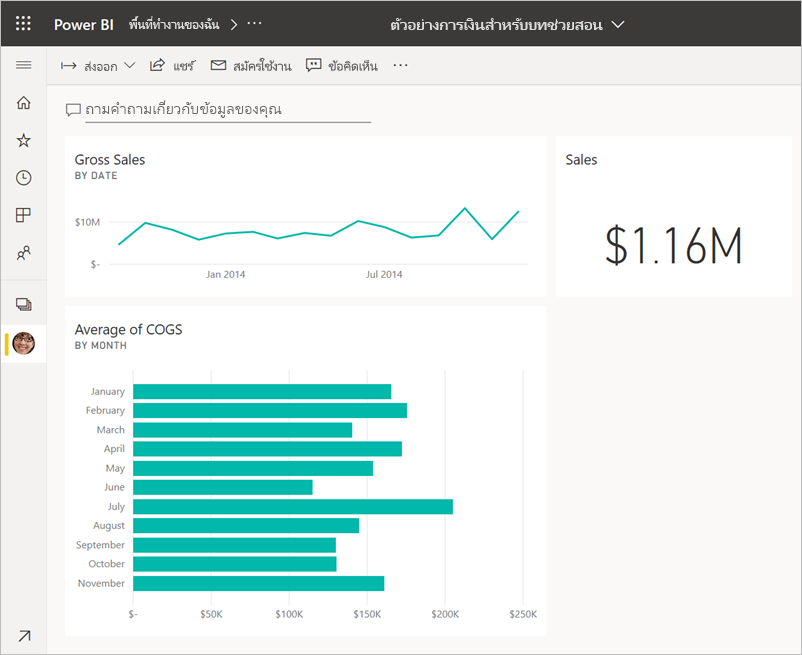 Power BI พื้นที่ทำงานของฉัน > ... ตัวอย่างการเงินสำหรับบทช่วยสอน
ส่งออก แชร์ สมัครใช้งาน ข้อคิดเห็น ...
ถามคำถามเกี่ยวกับข้อมูลของคุณ
Gross Sales
BY DATE
$10M
$-
Jan 2014 Jul 2014
Sales
$1.16M
Average of COGS
BY MONTH
January
February
March
April
May
June
July
August
September
October
November
$- $50K $100K $150K $200K $250K